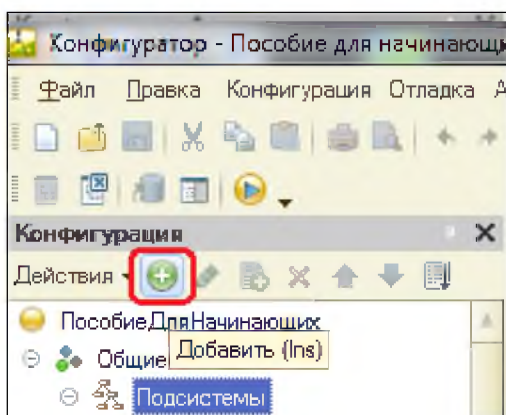 Конфигуратор - Пособие для начинающ
Файл Правка Конфигурация Отладка
Конфигурация
Действия
ПособиеДляНачинающих
Общие
Добавить (Ins)
Подсистемы